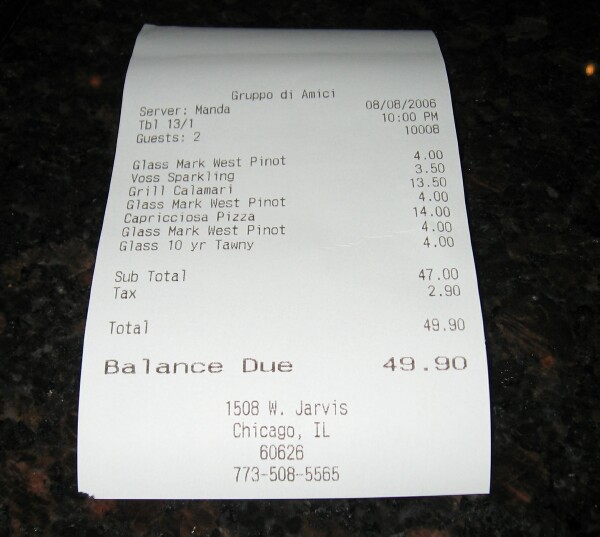 Gruppo di Amici
Server: Manda 08/08/2006
Tbl 13/1 10:00 PM
Guests: 2 10008
Glass Mark West Pinot 4.00
Voss Sparkling 3.50
Grill Calamari 13.50
Glass Mark West Pinot 4.00
Capricciosa Pizza 14.00
Glass Mark West Pinot 4.00
Glass 10 yr Tawny 4.00
Sub Total 47.00
Tax 2.90
Total 49.90
Balance Due 49.90
1508 W. Jarvis
Chicago, IL
60626
773-508-5565